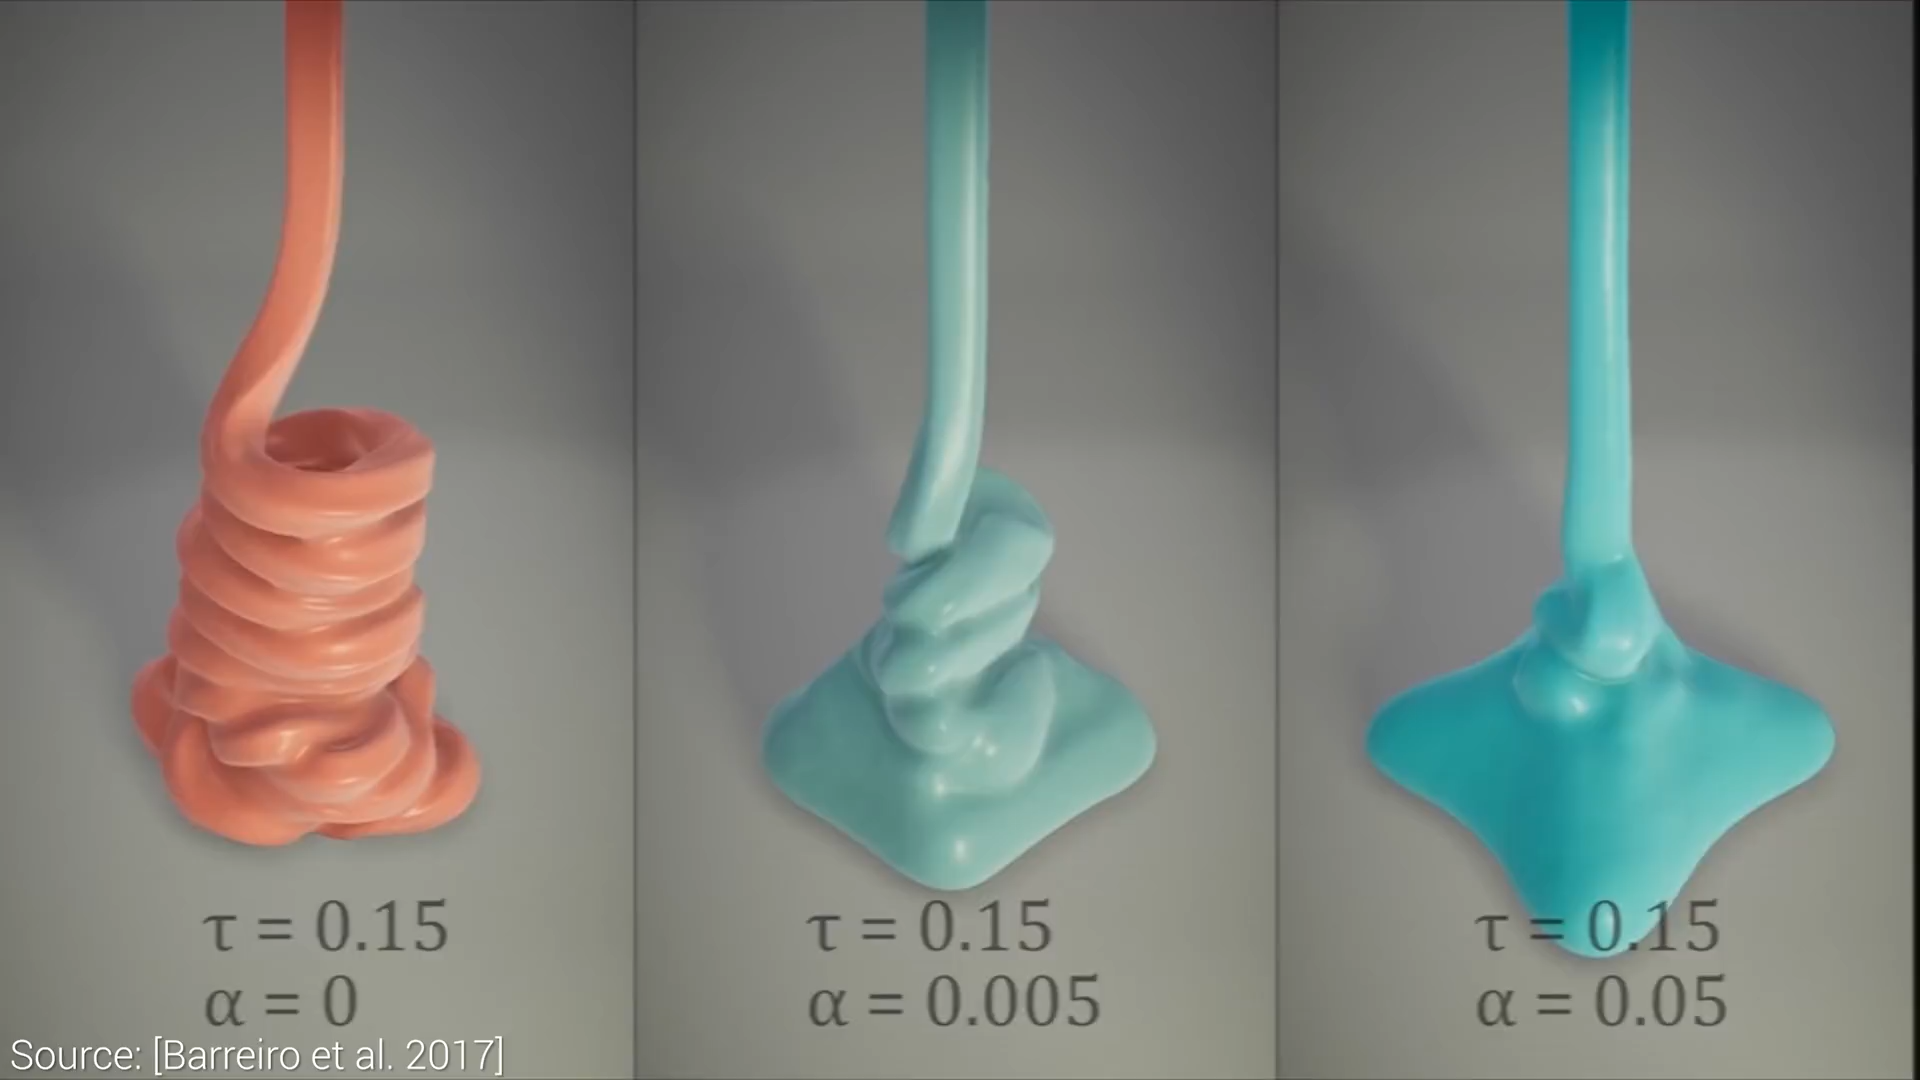 τ = 0.15
α = 0
τ = 0.15
α = 0.005
τ = 0.15
α = 0.05
Source: [Barreiro et al. 2017]